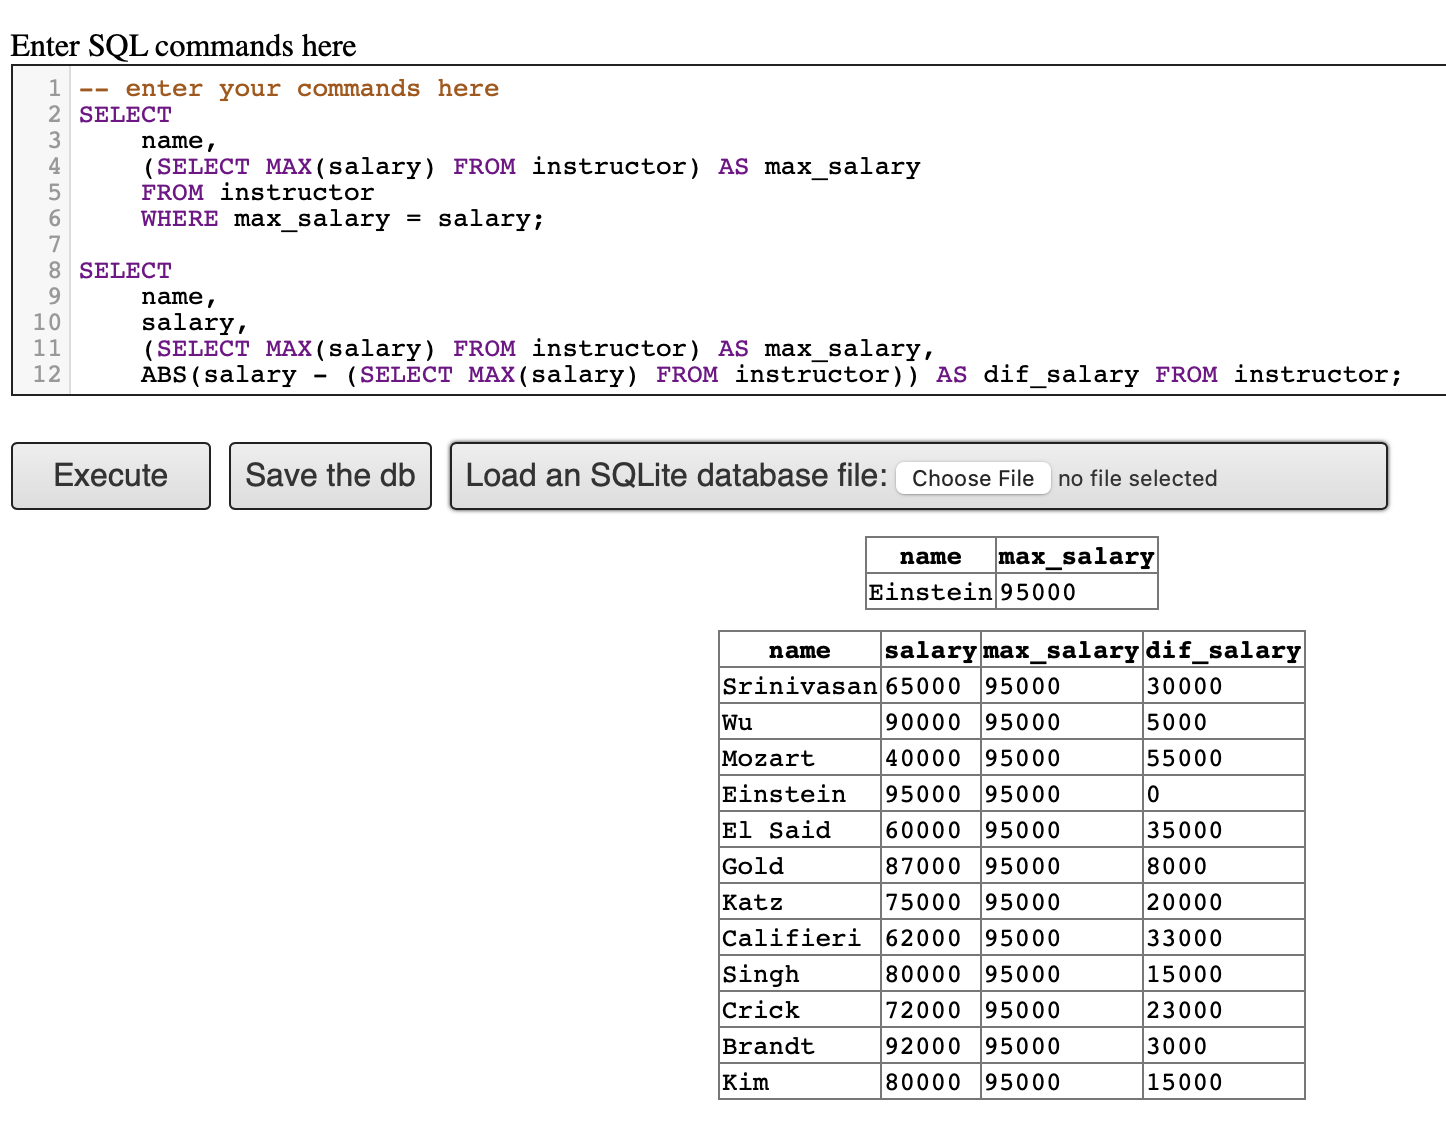 Enter SQL commands here
1 -- enter your commands here
2 SELECT
3 name,
4 (SELECT MAX(salary) FROM instructor) AS max_salary
5 FROM instructor
6 WHERE max_salary = salary;
7
8 SELECT
9 name,
10 salary,
11 (SELECT MAX(salary) FROM instructor) AS max_salary,
12 ABS(salary - (SELECT MAX(salary) FROM instructor)) AS dif_salary FROM instructor;
Execute Save the db Load an SQLite database file: Choose File no file selected
name max_salary
Einstein 95000
name salary max_salary dif_salary
Srinivasan 65000 95000 30000
Wu 90000 95000 5000
Mozart 40000 95000 55000
Einstein 95000 95000 0
El Said 60000 95000 35000
Gold 87000 95000 8000
Katz 75000 95000 20000
Califieri 62000 95000 33000
Singh 80000 95000 15000
Crick 72000 95000 23000
Brandt 92000 95000 3000
Kim 80000 95000 15000